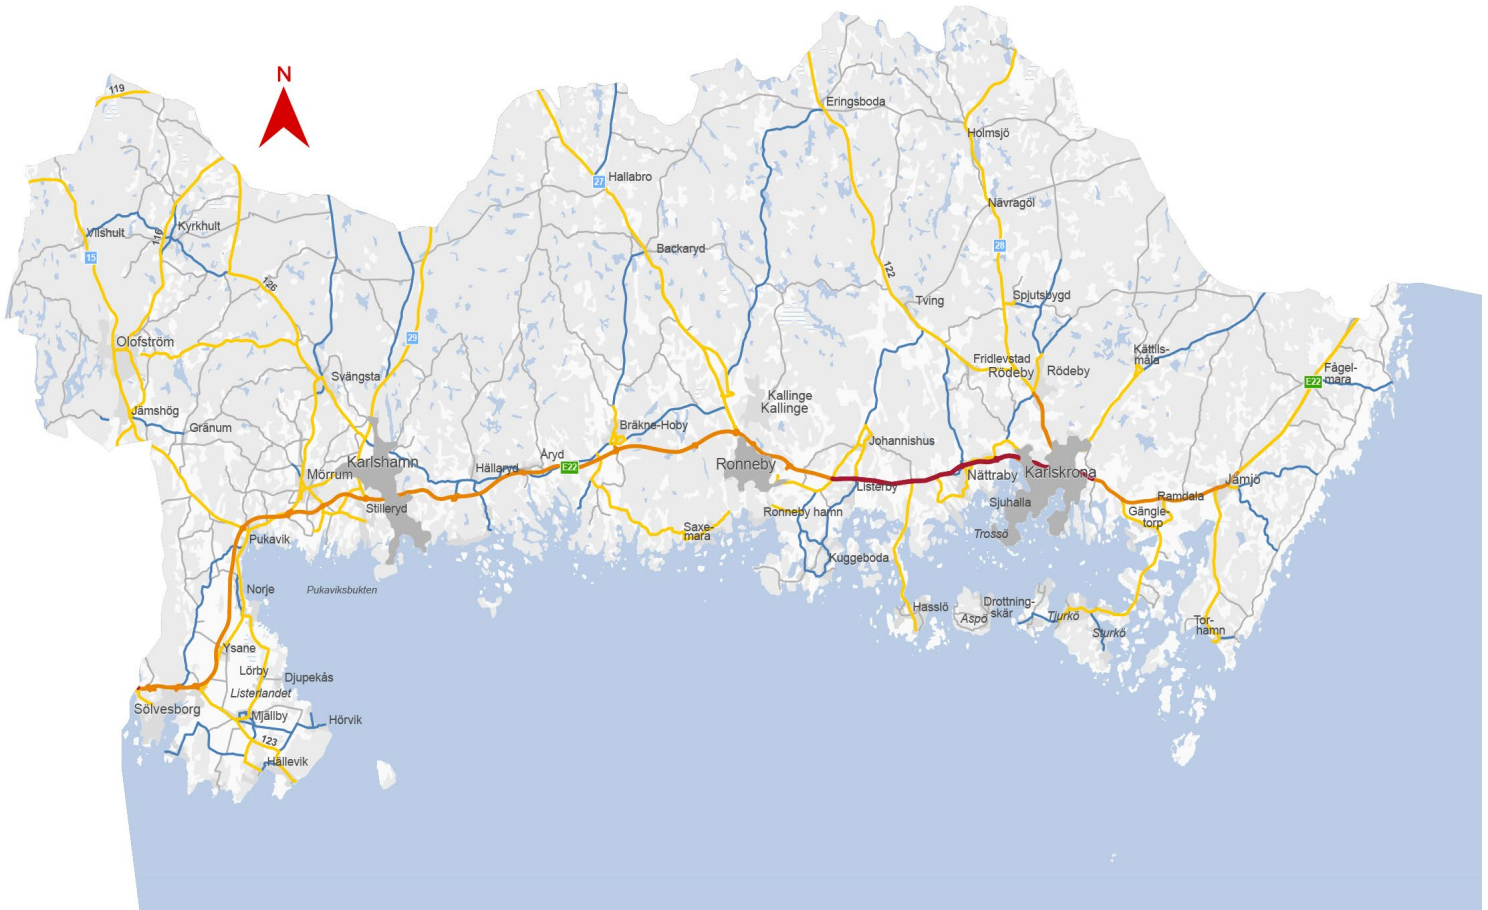 N
119
Eringsboda
Holmsjö
Hallabro
27
Nävragöl
Kyrkhult
Vilshult
116
15
Backaryd
28
122
126
Tving
Spjutsbygd
Olofström
29
Kättils-
måla
Fridlevstad
Rödeby
Rödeby
Fågel-
mara
E22
Svängsta
Kallinge
Kallinge
Jämshög
Gränum
Bräkne-Hoby
Johannishus
Åryd
Karlshamn
Hällaryd
E22
Ronneby
Mörrum
Nättraby
Karlskrona
Jämjö
Listerby
Ramdala
Sjuhalla
Stilleryd
Ronneby hamn
Gängle-
torp
Saxe-
mara
Trossö
Pukavik
Kuggeboda
Norje
Pukaviksbukten
Hasslö
Aspö
Drottning-
skär
Tjurkö
Sturkö
Tor-
hamn
Ysane
Lörby
Djupekås
Listerlandet
Sölvesborg
Mjällby
Hörvik
123
Hällevik